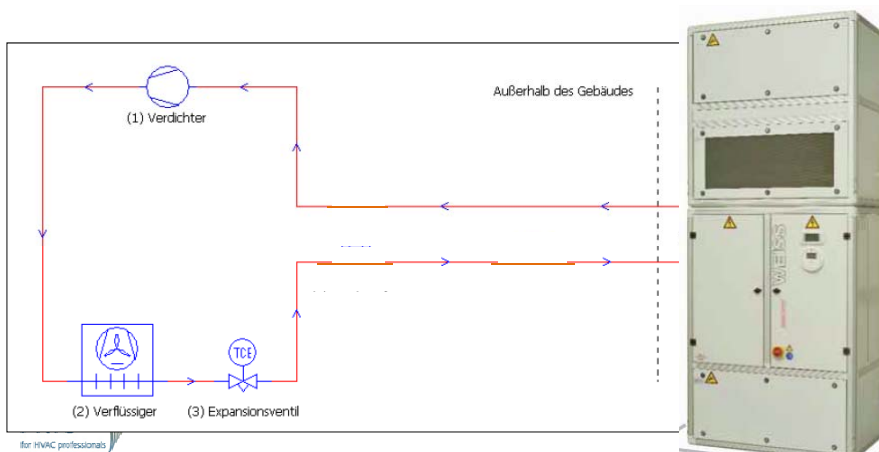 Außerhalb des Gebäudes
(1) Verdichter
TCE
WEISS
(2) Verflüssiger
(3) Expansionsventil
for HVAC professionals